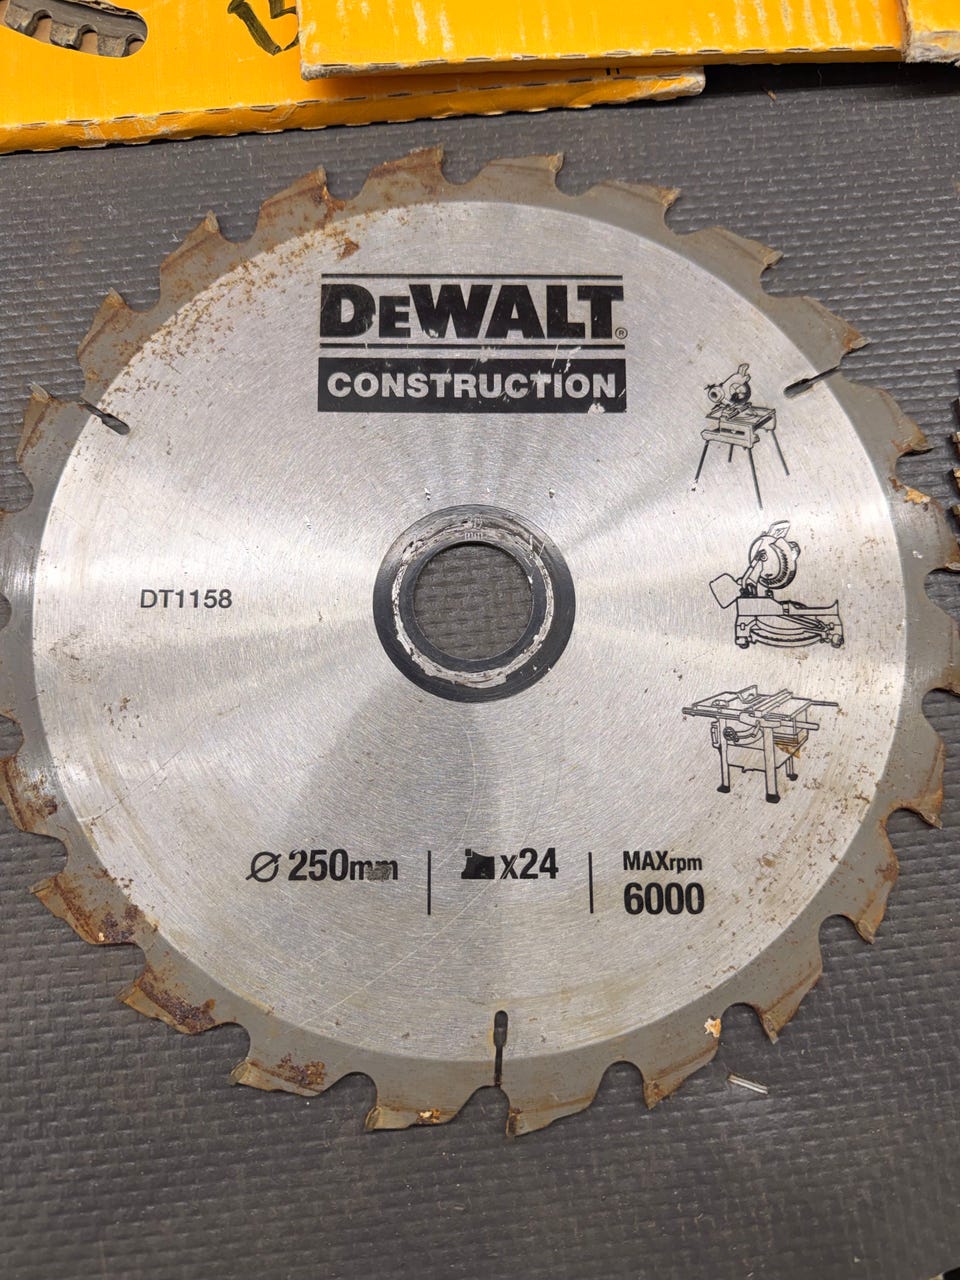 DEWALT®
CONSTRUCTION
DT1158
Ø 250mm
x24
MAXrpm
6000